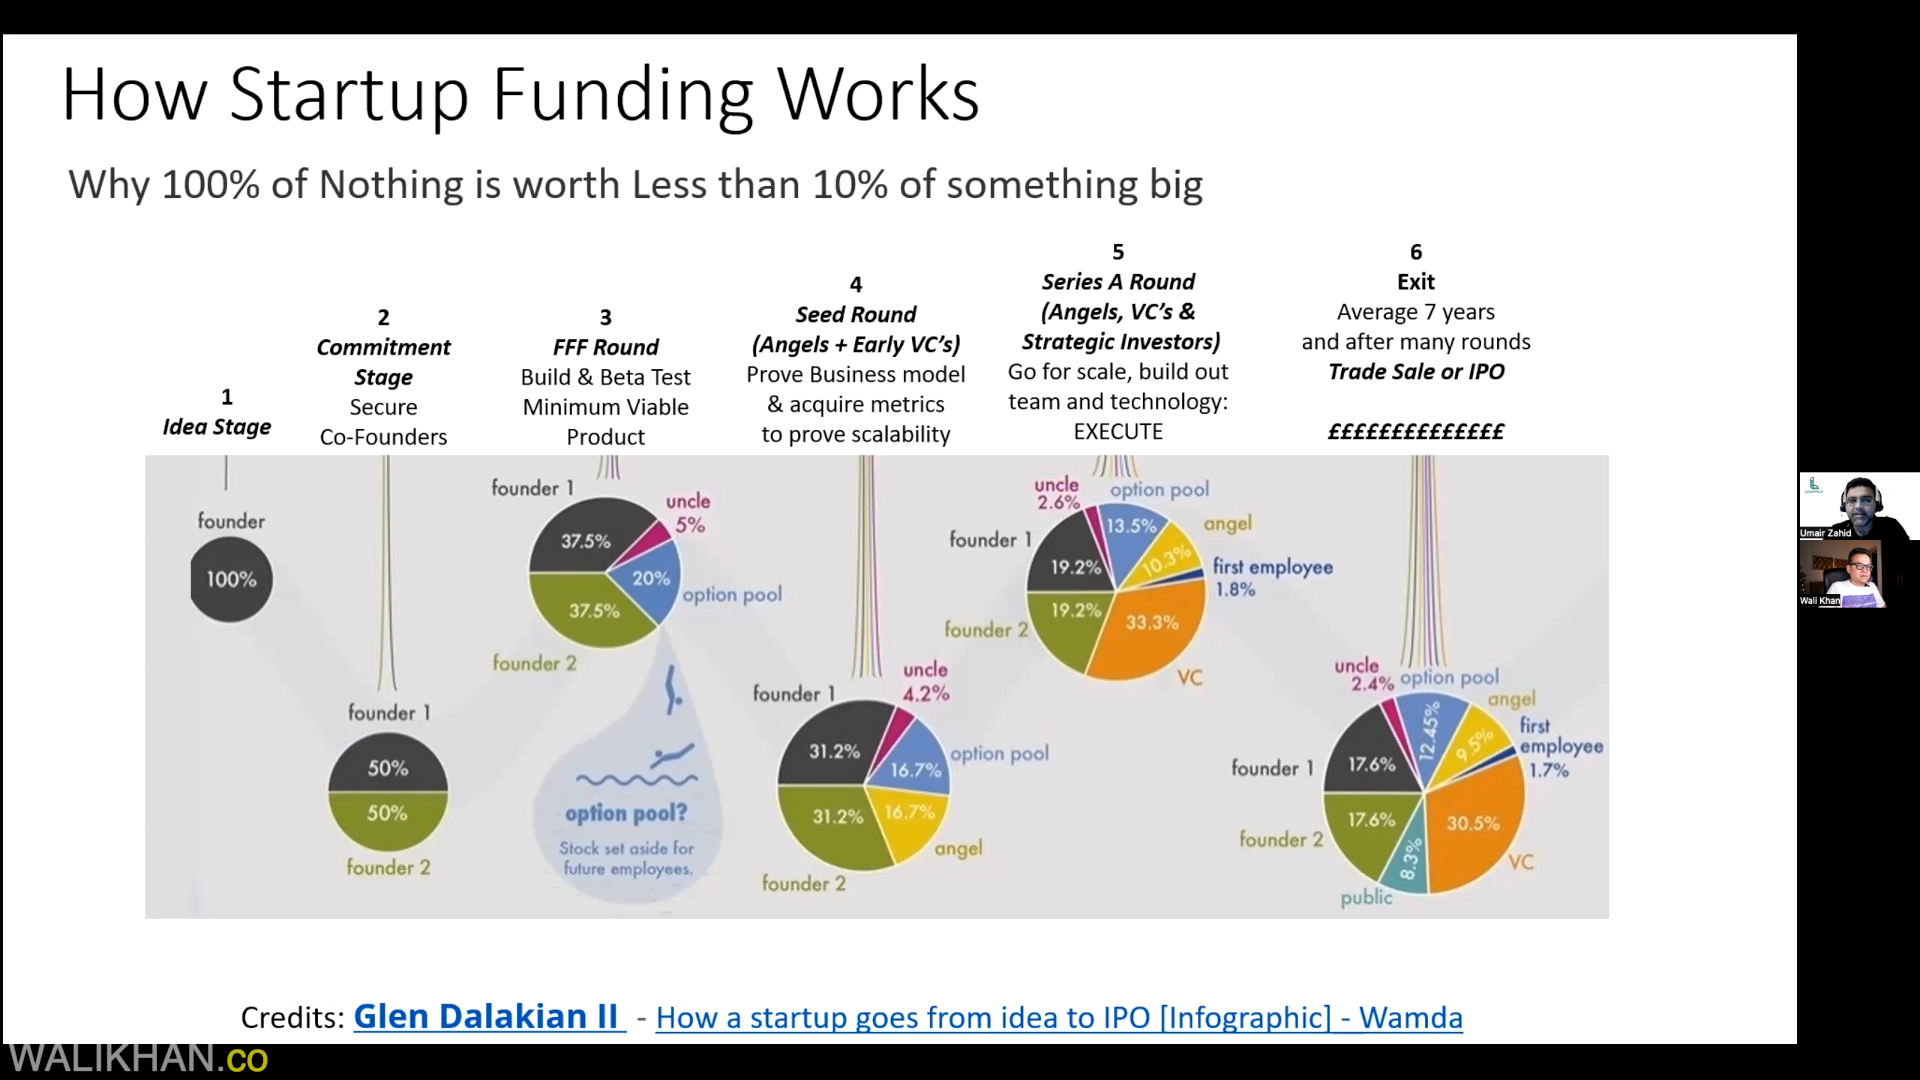 How Startup Funding Works
Why 100% of Nothing is worth Less than 10% of something big
1
Idea Stage
2
Commitment
Stage
Secure
Co-Founders
3
FFF Round
Build & Beta Test
Minimum Viable
Product
4
Seed Round
(Angels + Early VC's)
Prove Business model
& acquire metrics
to prove scalability
5
Series A Round
(Angels, VC's &
Strategic Investors)
Go for scale, build out
team and technology:
EXECUTE
6
Exit
Average 7 years
and after many rounds
Trade Sale or IPO
££££££££££££££
founder
100%
founder 1
50%
50%
founder 2
founder 1
uncle
5%
37.5%
20%
option pool
37.5%
founder 2
option pool?
Stock set aside for
future employees.
founder 1
uncle
4.2%
31.2%
option pool
16.7%
31.2%
16.7%
angel
founder 2
uncle
2.6%
option pool
13.5%
angel
founder 1
10.3%
19.2%
first employee
1.8%
19.2%
founder 2
33.3%
VC
uncle
2.4%
option pool
12.45%
angel
first
employee
1.7%
9.5%
founder 1
17.6%
17.6%
30.5%
founder 2
8.3%
VC
public
Credits: Glen Dalakian II - How a startup goes from idea to IPO [Infographic] - Wamda
WALIKHAN.CO
Umair Zahid
Wali Khan